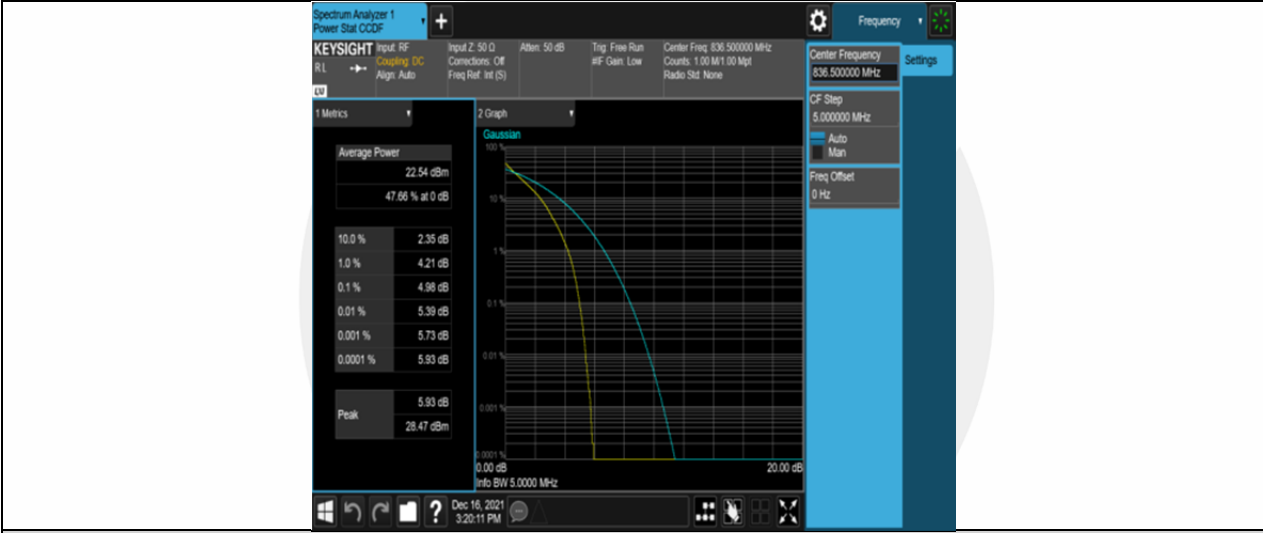 Spectrum Analyzer 1
Power Stat CCDF
+
Frequency
KEYSIGHT
RL
LV
Input: RF
Coupling: DC
Align: Auto
Input Z: 50 Ω
Corrections: Off
Freq Ref: Int (S)
Atten: 50 dB
Trig: Free Run
#IF Gain: Low
Center Freq: 836.500000 MHz
Counts: 1.00 M/1.00 Mpt
Radio Std: None
Center Frequency
836.500000 MHz
Settings
CF Step
5.000000 MHz
Auto
Man
Freq Offset
0 Hz
1 Metrics
Average Power
22.54 dBm
47.66 % at 0 dB
10.0 % 2.35 dB
1.0 % 4.21 dB
0.1 % 4.98 dB
0.01 % 5.39 dB
0.001 % 5.73 dB
0.0001 % 5.93 dB
Peak
5.93 dB
28.47 dBm
2 Graph
Gaussian
100 %
10 %
1 %
0.1 %
0.01 %
0.001 %
0.0001 %
0.00 dB 20.00 dB
Info BW 5.0000 MHz
?
Dec 16, 2021
3:20:11 PM